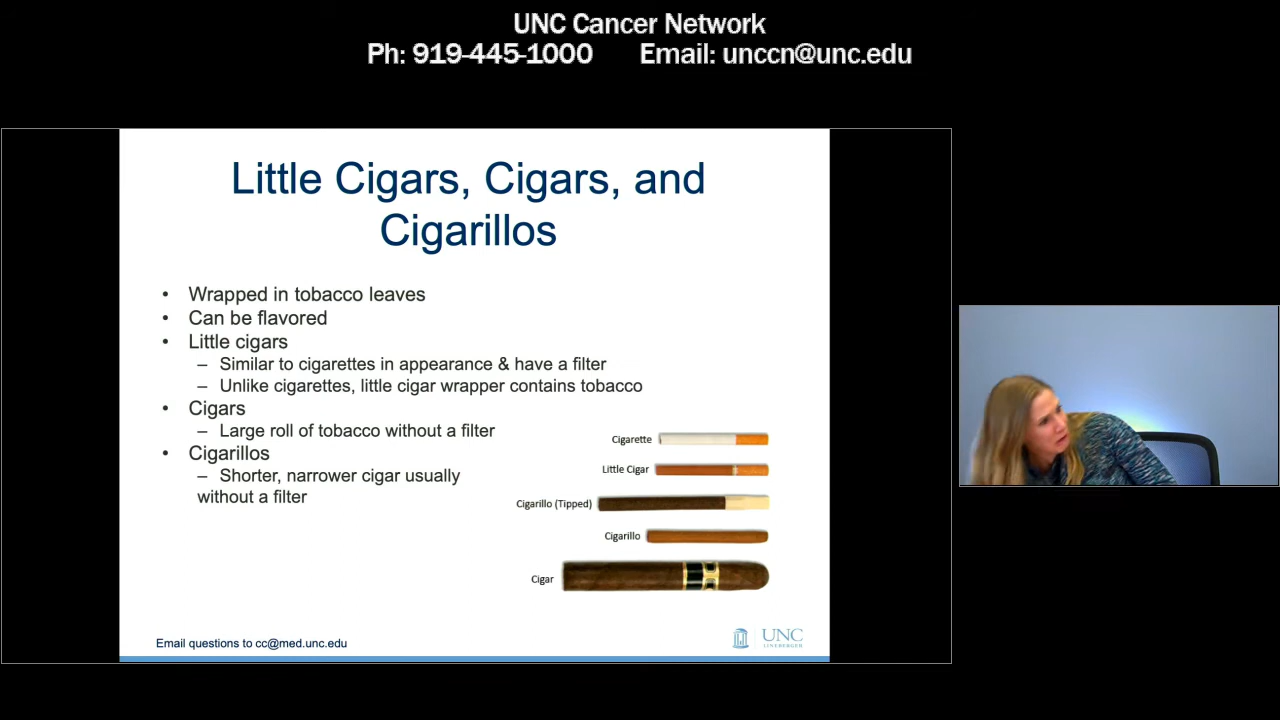 UNC Cancer Network
Ph: 919-445-1000 Email: unccn@unc.edu
Little Cigars, Cigars, and
Cigarillos
• Wrapped in tobacco leaves
• Can be flavored
• Little cigars
– Similar to cigarettes in appearance & have a filter
– Unlike cigarettes, little cigar wrapper contains tobacco
• Cigars
– Large roll of tobacco without a filter
• Cigarillos
– Shorter, narrower cigar usually
without a filter
Cigarette
Little Cigar
Cigarillo (Tipped)
Cigarillo
Cigar
Email questions to cc@med.unc.edu
UNC
LINEBERGER